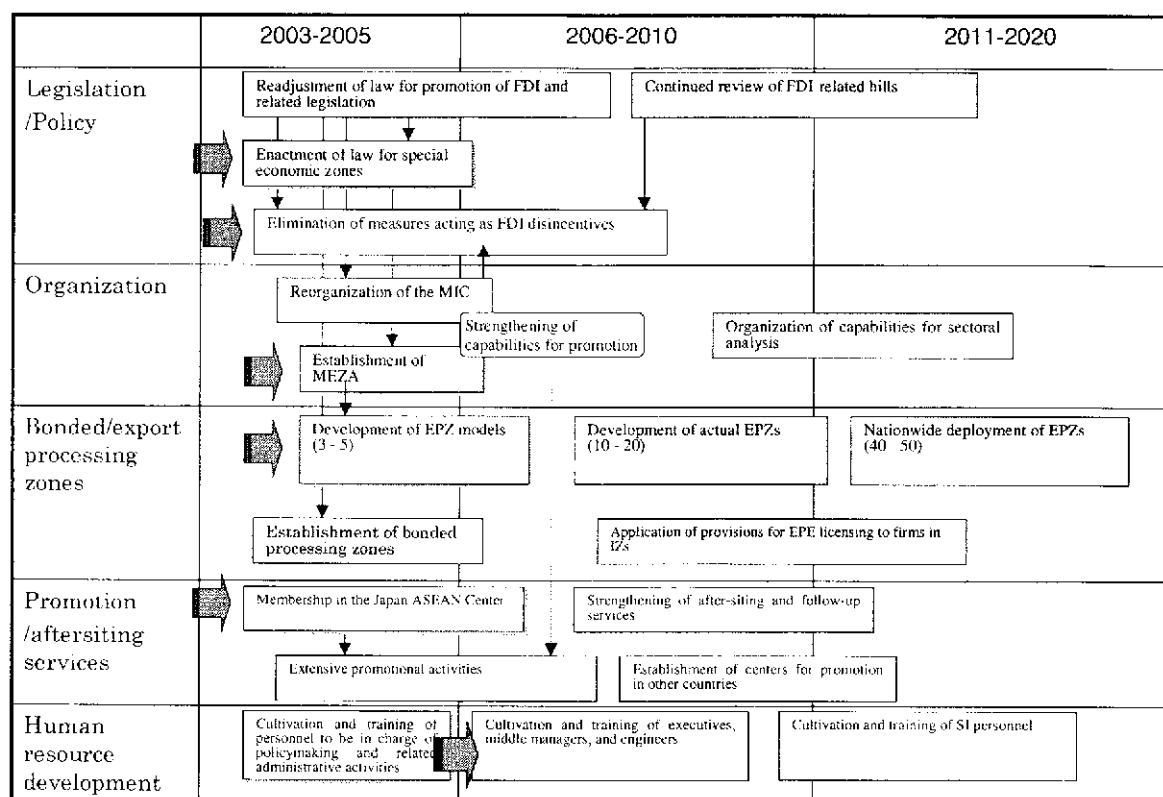 2003-2005
2006-2010
2011-2020
Legislation
/Policy
Readjustment of law for promotion of FDI and
related legislation
Continued review of FDI related bills
Enactment of law for special
economic zones
Elimination of measures acting as FDI disincentives
Organization
Reorganization of the MIC
Strengthening of
capabilities for promotion
Organization of capabilities for sectoral
analysis
Establishment of
MEZA
Bonded/export
processing
zones
Development of EPZ models
(3 - 5)
Development of actual EPZs
(10 - 20)
Nationwide deployment of EPZs
(40 - 50)
Establishment of bonded
processing zones
Application of provisions for EPE licensing to firms in
IZs
Promotion
/aftersiting
services
Membership in the Japan ASEAN Center
Strengthening of after-siting and follow-up
services
Extensive promotional activities
Establishment of centers for promotion
in other countries
Human
resource
development
Cultivation and training of
personnel to be in charge of
policymaking and related
administrative activities
Cultivation and training of executives,
middle managers, and engineers
Cultivation and training of SI personnel